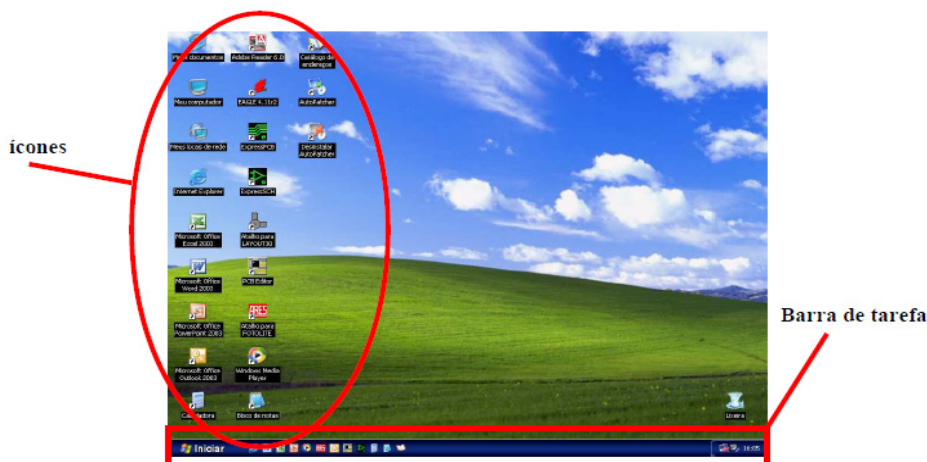 ícones
Barra de tarefa
Meus documentos
Adobe Reader 6.0
Catálogo de
endereços
Meu computador
EAGLE 4.11r2
AutoPatcher
Meus locais de rede
ExpressPCB
Desinstalar
AutoPatcher
Internet Explorer
ExpressSCH
Microsoft Office
Excel 2003
Atalho para
LAYOUT30
Microsoft Office
Word 2003
PCB Editor
Microsoft Office
PowerPoint 2003
ARES
Atalho para
FOTOLITE
Microsoft Office
Outlook 2003
Windows Media
Player
Calculadora
Bloco de notas
Lixeira
Iniciar
16:05